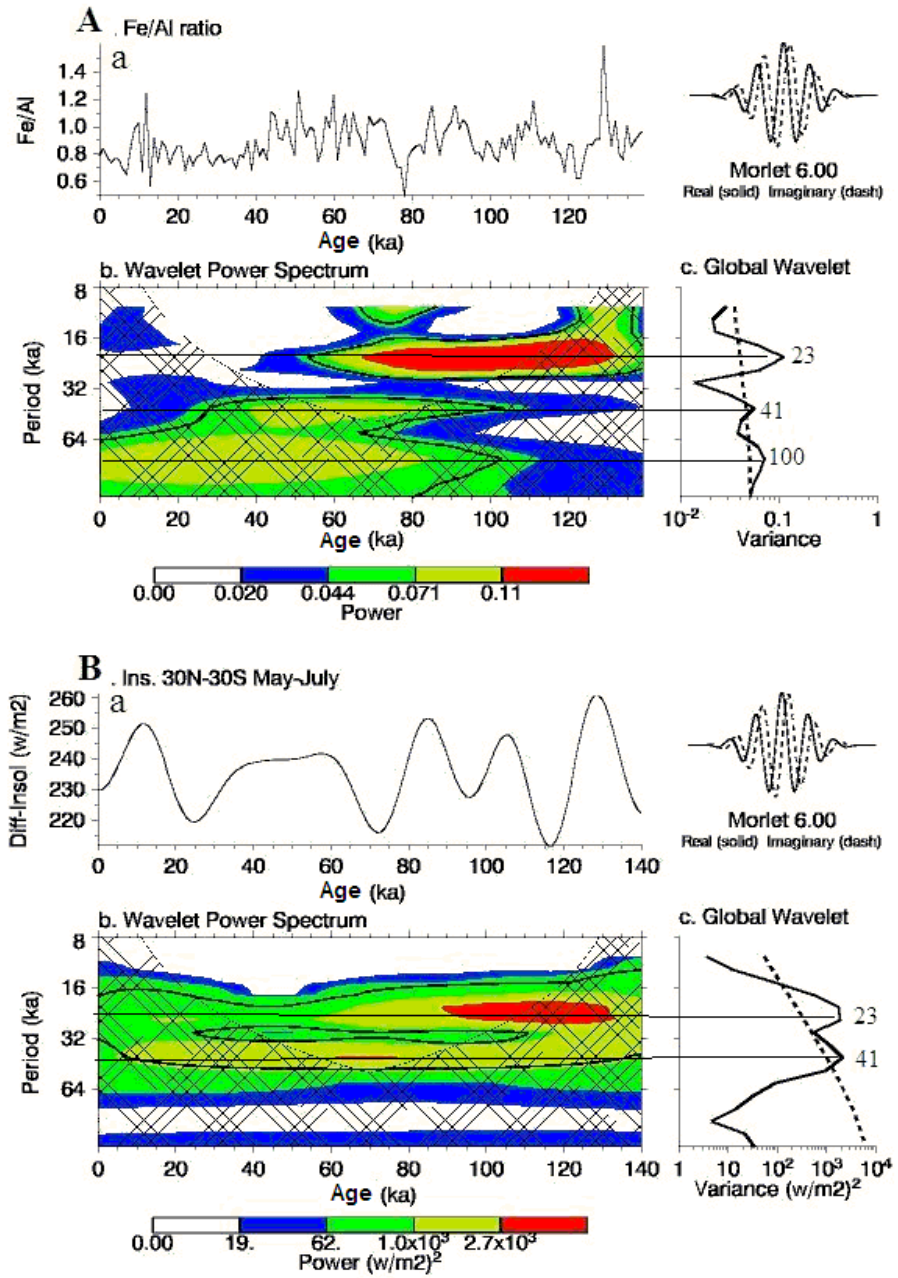 A . Fe/Al ratio
a
Fe/Al
1.4
1.2
1.0
0.8
0.6
0 20 40 60 80 100 120
Age (ka)
Morlet 6.00
Real (solid) Imaginary (dash)
b. Wavelet Power Spectrum
c. Global Wavelet
Period (ka)
8
16
32
64
23
41
100
0 20 40 60 80 100 120
Age (ka)
10-2 0.1 1
Variance
0.00 0.020 0.044 0.071 0.11
Power
B . Ins. 30N-30S May-July
a
Diff-Insol (w/m2)
260
250
240
230
220
0 20 40 60 80 100 120 140
Age (ka)
Morlet 6.00
Real (solid) Imaginary (dash)
b. Wavelet Power Spectrum
c. Global Wavelet
Period (ka)
8
16
32
64
23
41
0 20 40 60 80 100 120 140
Age (ka)
1 10 10² 10³ 10⁴
Variance (w/m2)²
0.00 19. 62. 1.0x10³ 2.7x10³
Power (w/m2)²